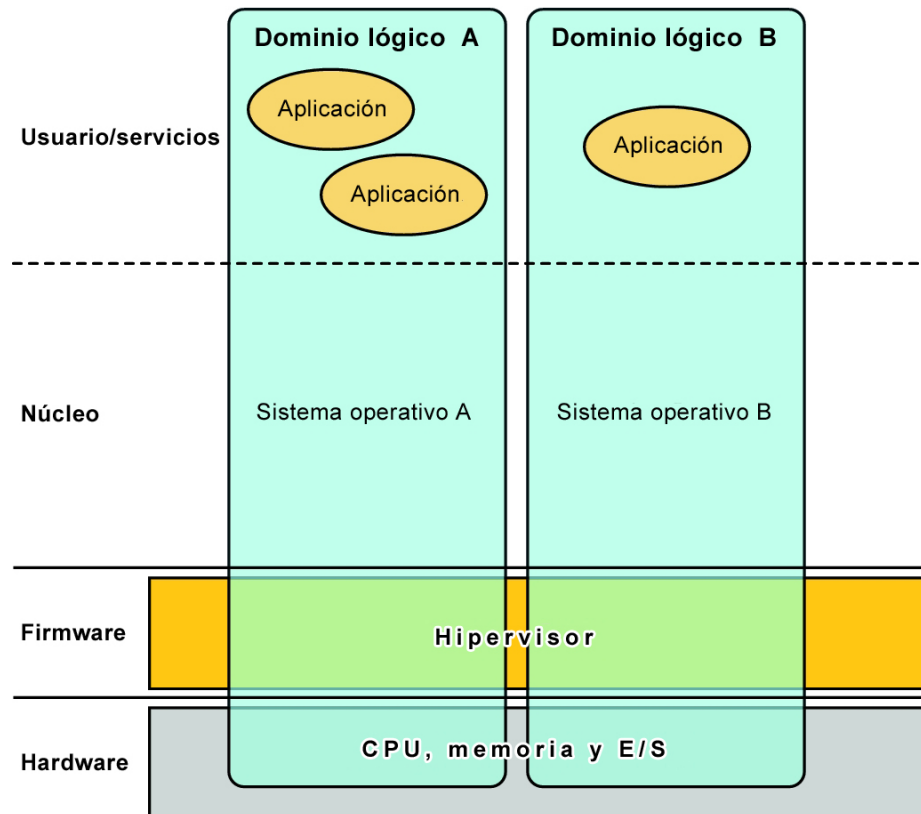 Dominio lógico A
Dominio lógico B
Aplicación
Aplicación
Aplicación
Usuario/servicios
Núcleo
Sistema operativo A
Sistema operativo B
Firmware
Hipervisor
Hardware
CPU, memoria y E/S